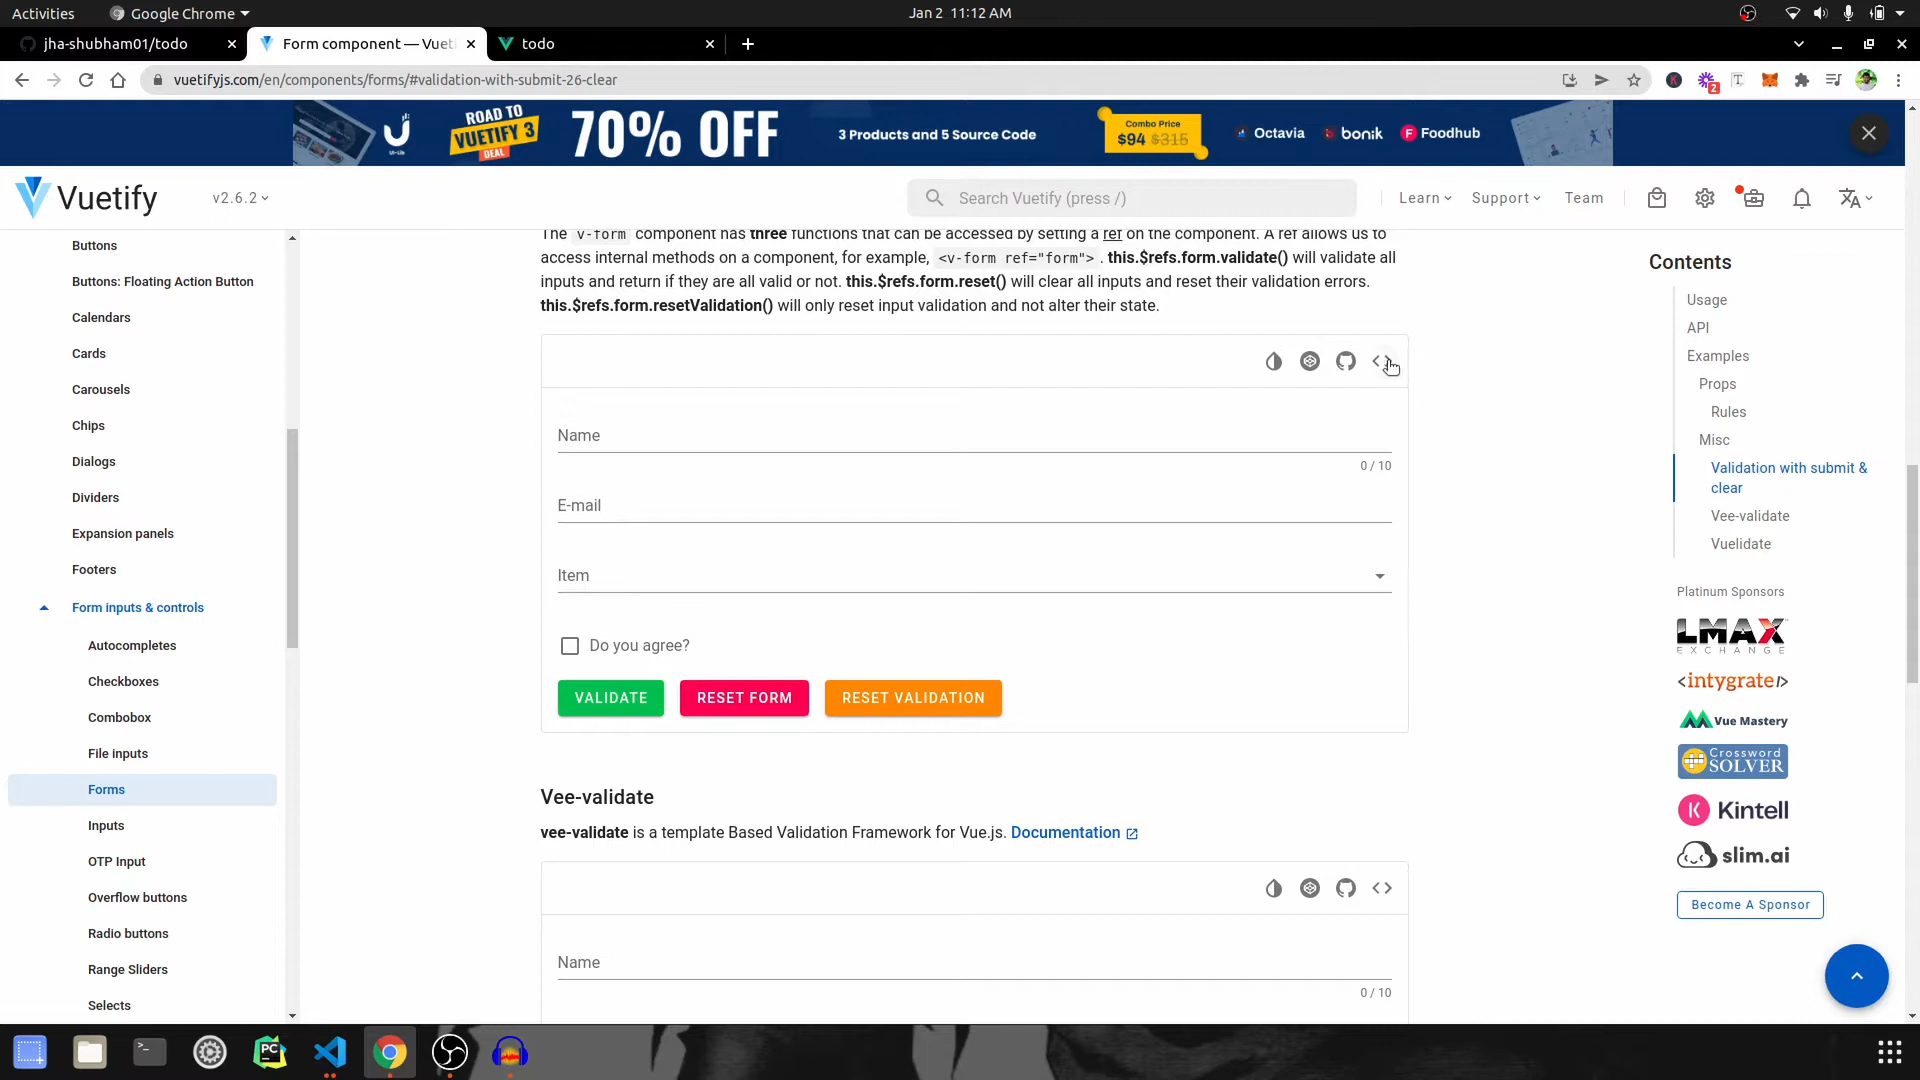 Activities
Google Chrome
Jan 2 11:12 AM
jha-shubham01/todo
Form component — Vuet
todo
vuetifyjs.com/en/components/forms/#validation-with-submit-26-clear
2
UI-Lib
ROAD TO
VUETIFY 3
DEAL
70% OFF
3 Products and 5 Source Code
Combo Price
$94 $315
Octavia
bonik
Foodhub
Vuetify
v2.6.2
Search Vuetify (press /)
Learn
Support
Team
Buttons
Buttons: Floating Action Button
Calendars
Cards
Carousels
Chips
Dialogs
Dividers
Expansion panels
Footers
Form inputs & controls
Autocompletes
Checkboxes
Combobox
File inputs
Forms
Inputs
OTP Input
Overflow buttons
Radio buttons
Range Sliders
Selects
The v-form component has three functions that can be accessed by setting a ref on the component. A ref allows us to
access internal methods on a component, for example, <v-form ref="form"> . this.$refs.form.validate() will validate all
inputs and return if they are all valid or not. this.$refs.form.reset() will clear all inputs and reset their validation errors.
this.$refs.form.resetValidation() will only reset input validation and not alter their state.
Name
0 / 10
E-mail
Item
Do you agree?
VALIDATE
RESET FORM
RESET VALIDATION
Vee-validate
vee-validate is a template Based Validation Framework for Vue.js. Documentation
Name
0 / 10
Contents
Usage
API
Examples
Props
Rules
Misc
Validation with submit &
clear
Vee-validate
Vuelidate
Platinum Sponsors
LMAX
EXCHANGE
<intygrate/>
Vue Mastery
Crossword
SOLVER
Kintell
slim.ai
Become A Sponsor
PC